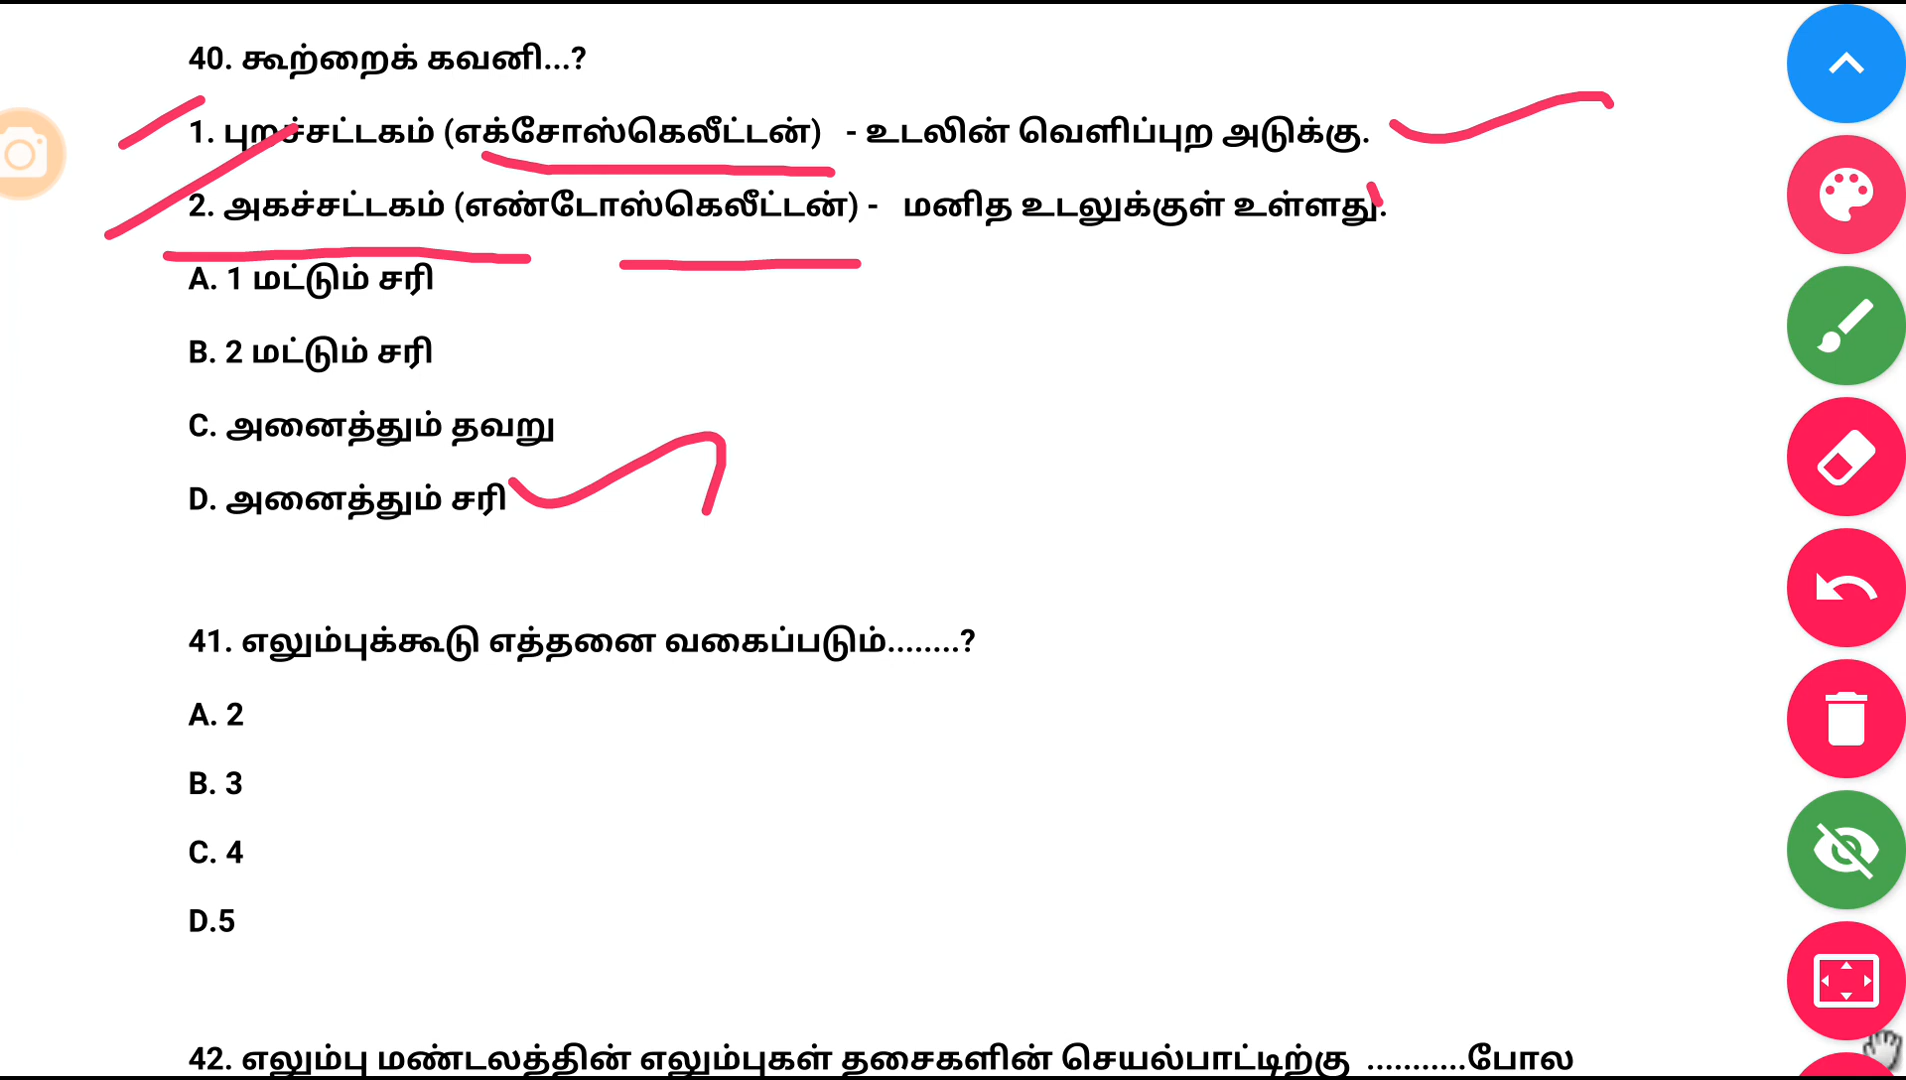 40. கூற்றைக் கவனி...?
1. புறச்சட்டகம் (எக்சோஸ்கெலீட்டன்) - உடலின் வெளிப்புற அடுக்கு.
2. அகச்சட்டகம் (எண்டோஸ்கெலீட்டன்) - மனித உடலுக்குள் உள்ளது.
A. 1 மட்டும் சரி
B. 2 மட்டும் சரி
C. அனைத்தும் தவறு
D. அனைத்தும் சரி
41. எலும்புக்கூடு எத்தனை வகைப்படும்........?
A. 2
B. 3
C. 4
D.5
42. எலும்பு மண்டலத்தின் எலும்புகள் தசைகளின் செயல்பாட்டிற்கு ...........போல